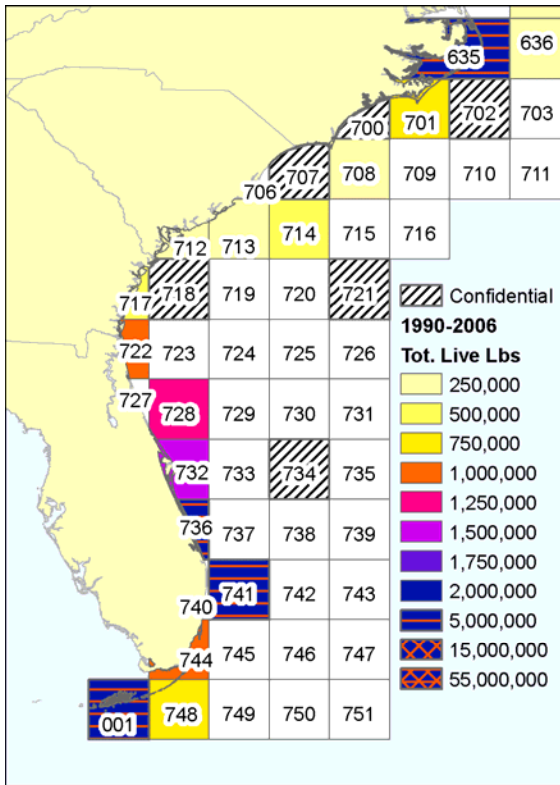 635 636
700 701 702 703
706 707 708 709 710 711
712 713 714 715 716
717 718 719 720 721
722 723 724 725 726
727 728 729 730 731
732 733 734 735
736 737 738 739
740 741 742 743
744 745 746 747
001 748 749 750 751
Confidential
1990-2006
Tot. Live Lbs
250,000
500,000
750,000
1,000,000
1,250,000
1,500,000
1,750,000
2,000,000
5,000,000
15,000,000
55,000,000